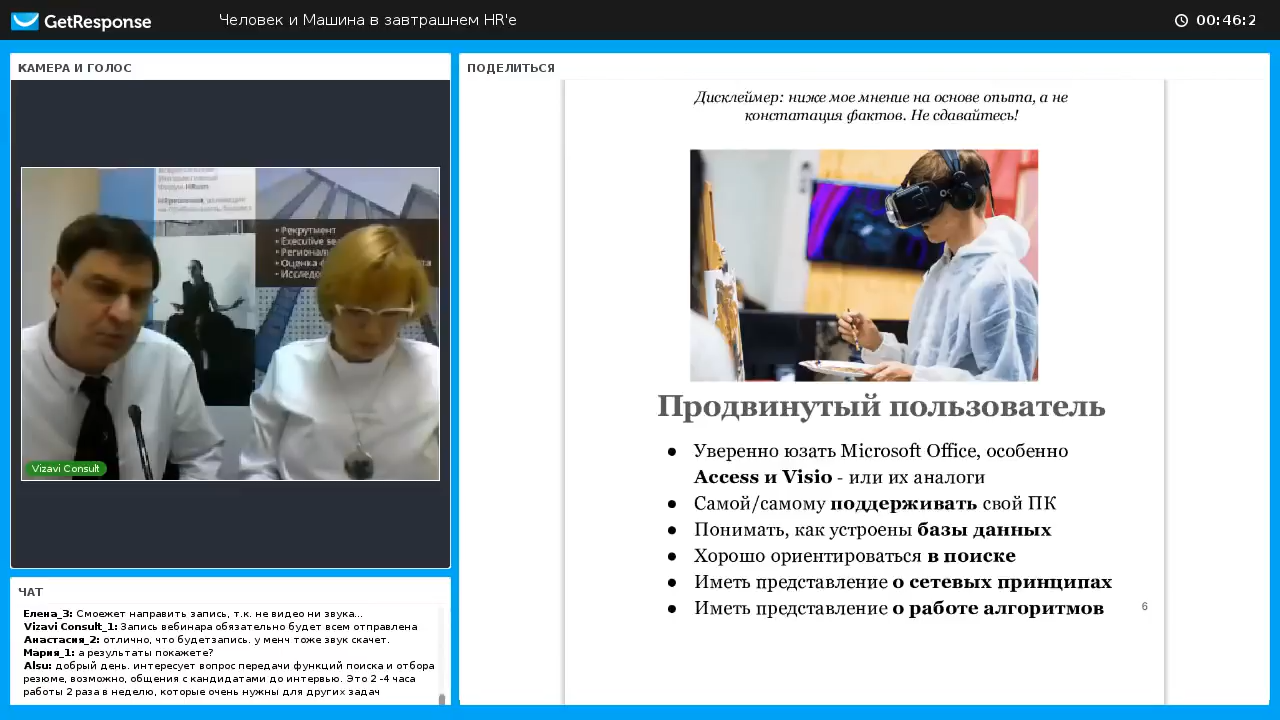 GetResponse
Человек и Машина в завтрашнем HR'е
00:46:2
КАМЕРА И ГОЛОС
• Рекрутмент
• Executive sea
• Регионал
• Оценка
• Исследо
Vizavi Consult
ЧАТ
Елена_3: Сможет направить запись, т.к. не видео ни звука...
Vizavi Consult_1: Запись вебинара обязательно будет всем отправлена
Анастасия_2: отлично, что будетзапись. у менч тоже звук скачет.
Мария_1: а результаты покажете?
Alsu: добрый день. интересует вопрос передачи функций поиска и отбора
резюме, возможно, общения с кандидатами до интервью. Это 2 -4 часа
работы 2 раза в неделю, которые очень нужны для других задач
ПОДЕЛИТЬСЯ
Дисклеймер: ниже мое мнение на основе опыта, а не
констатация фактов. Не сдавайтесь!
Продвинутый пользователь
● Уверенно юзать Microsoft Office, особенно
Access и Visio - или их аналоги
● Самой/самому поддерживать свой ПК
● Понимать, как устроены базы данных
● Хорошо ориентироваться в поиске
● Иметь представление о сетевых принципах
● Иметь представление о работе алгоритмов
6